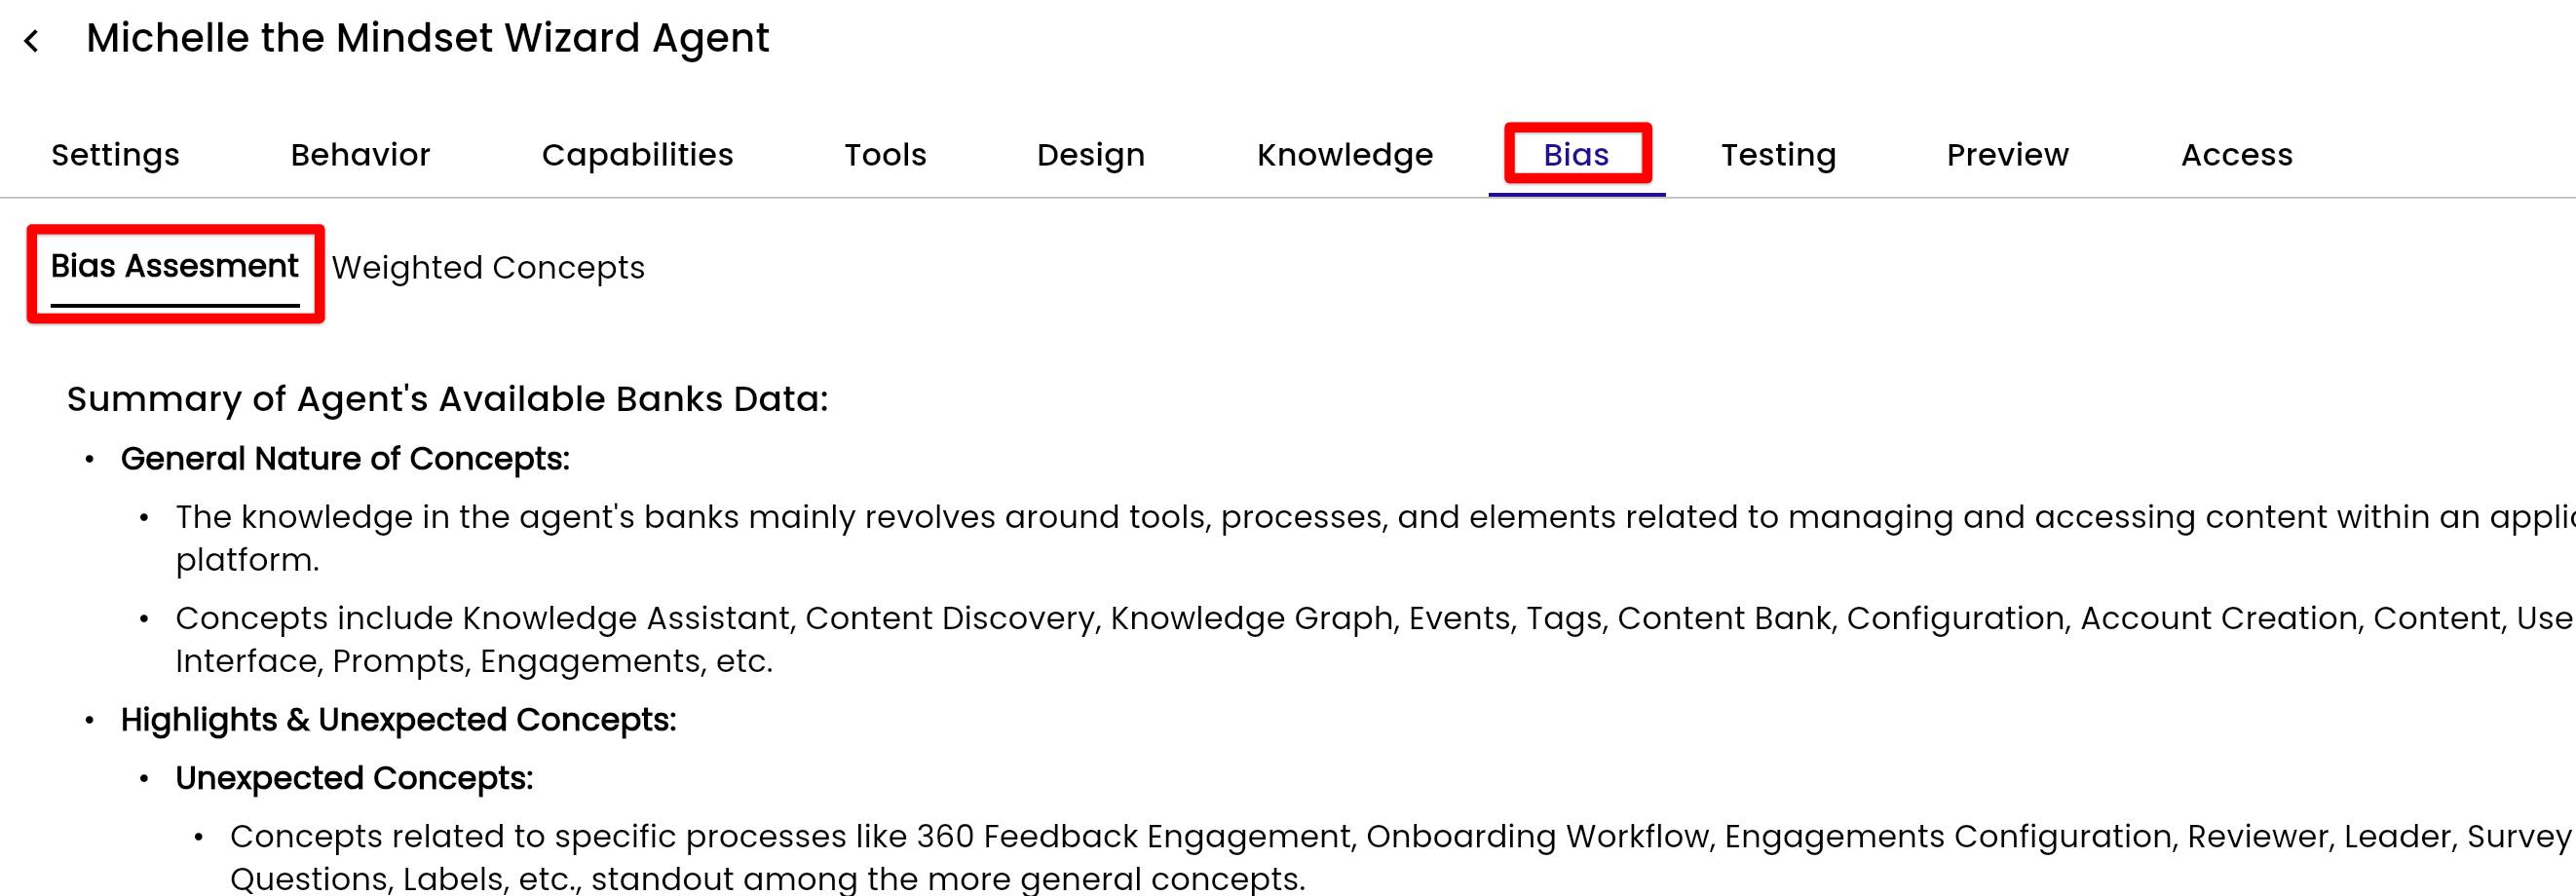 Michelle the Mindset Wizard Agent
Settings Behavior Capabilities Tools Design Knowledge Bias Testing Preview Access
Bias Assesment Weighted Concepts
Summary of Agent's Available Banks Data:
• General Nature of Concepts:
• The knowledge in the agent's banks mainly revolves around tools, processes, and elements related to managing and accessing content within an
platform.
• Concepts include Knowledge Assistant, Content Discovery, Knowledge Graph, Events, Tags, Content Bank, Configuration, Account Creation, Content,
Interface, Prompts, Engagements, etc.
• Highlights & Unexpected Concepts:
• Unexpected Concepts:
• Concepts related to specific processes like 360 Feedback Engagement, Onboarding Workflow, Engagements Configuration, Reviewer, Leader, Survey
Questions, Labels, etc., standout among the more general concepts.